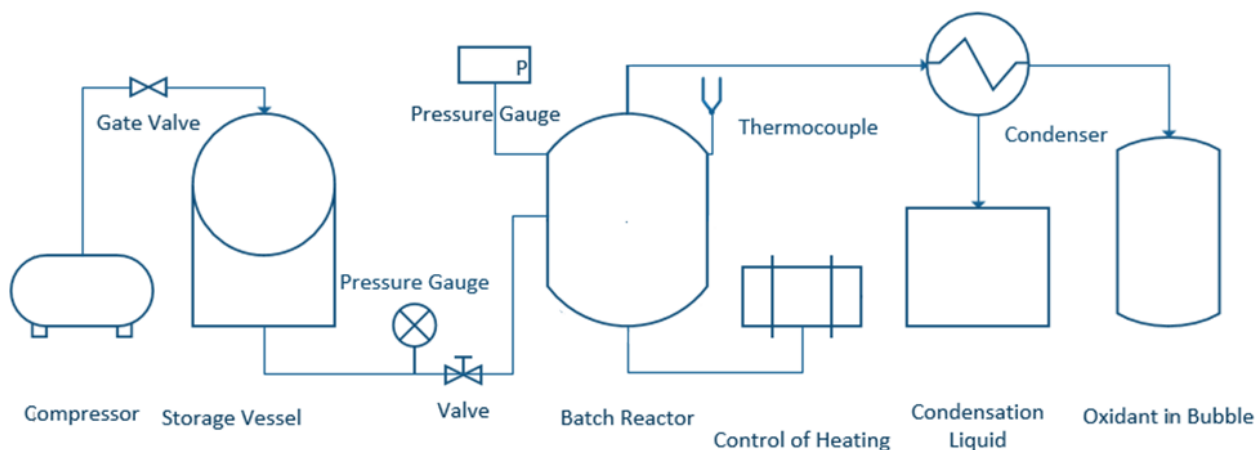 P
Gate Valve
Pressure Gauge
Thermocouple
Condenser
Pressure Gauge
Compressor
Storage Vessel
Valve
Batch Reactor
Control of Heating
Condensation
Liquid
Oxidant in Bubble